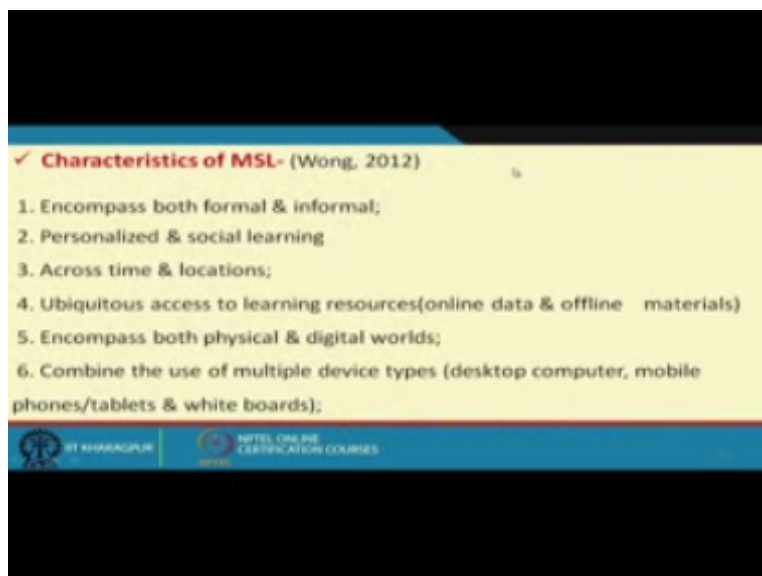 ✓ Characteristics of MSL- (Wong, 2012)
1. Encompass both formal & informal;
2. Personalized & social learning
3. Across time & locations;
4. Ubiquitous access to learning resources(online data & offline materials)
5. Encompass both physical & digital worlds;
6. Combine the use of multiple device types (desktop computer, mobile
phones/tablets & white boards);
IIT KHARAGPUR
NPTEL ONLINE
CERTIFICATION COURSES
NPTEL